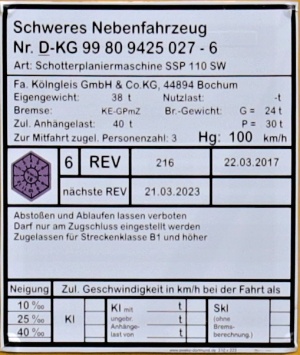 Schweres Nebenfahrzeug
Nr. D-KG 99 80 9425 027 - 6
Art: Schotterplaniermaschine SSP 110 SW
Fa. Kölngleis GmbH & Co.KG, 44894 Bochum
Eigengewicht: 38 t Nutzlast: -t
Bremse: KE-GPmZ Br.-Gewicht: G = 24 t
Zul. Anhängelast: 40 t P = 30 t
Zur Mitfahrt zugel. Personenzahl: 3 Hg: 100 km/h
6 REV 216 22.03.2017
nächste REV 21.03.2023
Abstoßen und Ablaufen lassen verboten
Darf nur am Zugschluss eingestellt werden
Zugelassen für Streckenklasse B1 und höher
Neigung Zul. Geschwindigkeit in km/h bei der Fahrt als
10 ‰ Kl Kl mit t Skl
25 ‰ ungebr. t (ohne
40 ‰ Anhänge- Brems-
last von t berechnung)